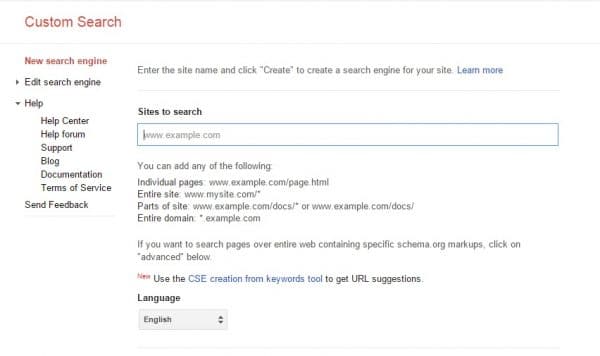 Custom Search
New search engine
Edit search engine
Help
Help Center
Help forum
Support
Blog
Documentation
Terms of Service
Send Feedback
Enter the site name and click "Create" to create a search engine for your site. Learn more
Sites to search
www.example.com
You can add any of the following:
Individual pages: www.example.com/page.html
Entire site: www.mysite.com/*
Parts of site: www.example.com/docs/* or www.example.com/docs/
Entire domain: *.example.com
If you want to search pages over entire web containing specific schema.org markups, click on
"advanced" below.
New Use the CSE creation from keywords tool to get URL suggestions.
Language
English